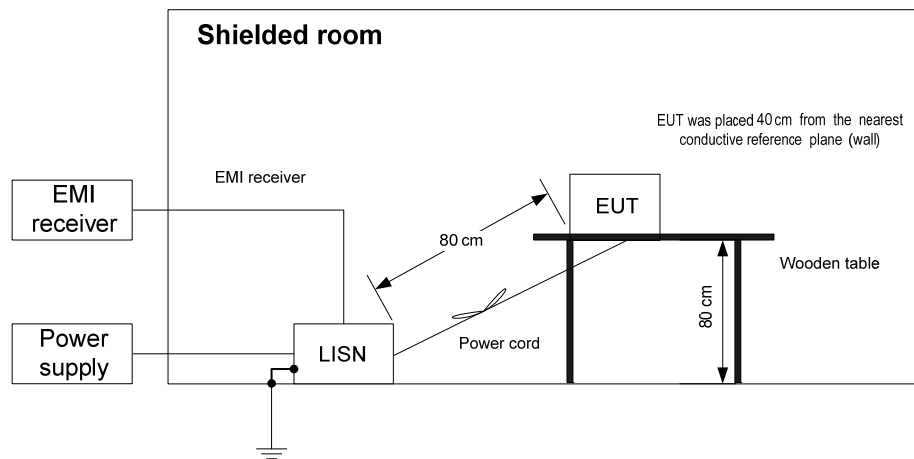 Shielded room
EUT was placed 40 cm from the nearest
conductive reference plane (wall)
EMI receiver
EMI
receiver
EUT
80 cm
Wooden table
80 cm
Power
supply
LISN
Power cord